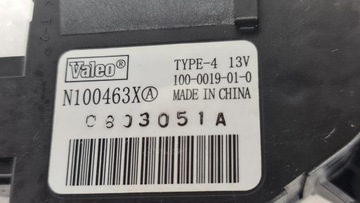 Valeo®
TYPE-4 13V
100-0019-01-0
N100463XⒶ
MADE IN CHINA
C803051A